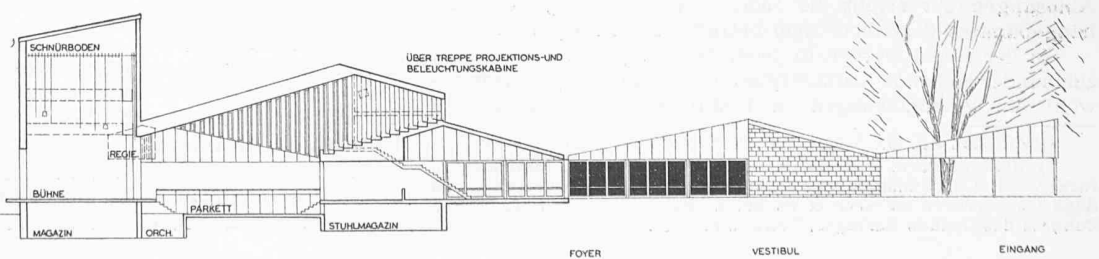 SCHNÜRBODEN
ÜBER TREPPE PROJEKTIONS-UND
BELEUCHTUNGSKABINE
REGIE
BÜHNE
PARKETT
MAGAZIN
ORCH.
STUHLMAGAZIN
FOYER
VESTIBUL
EINGANG